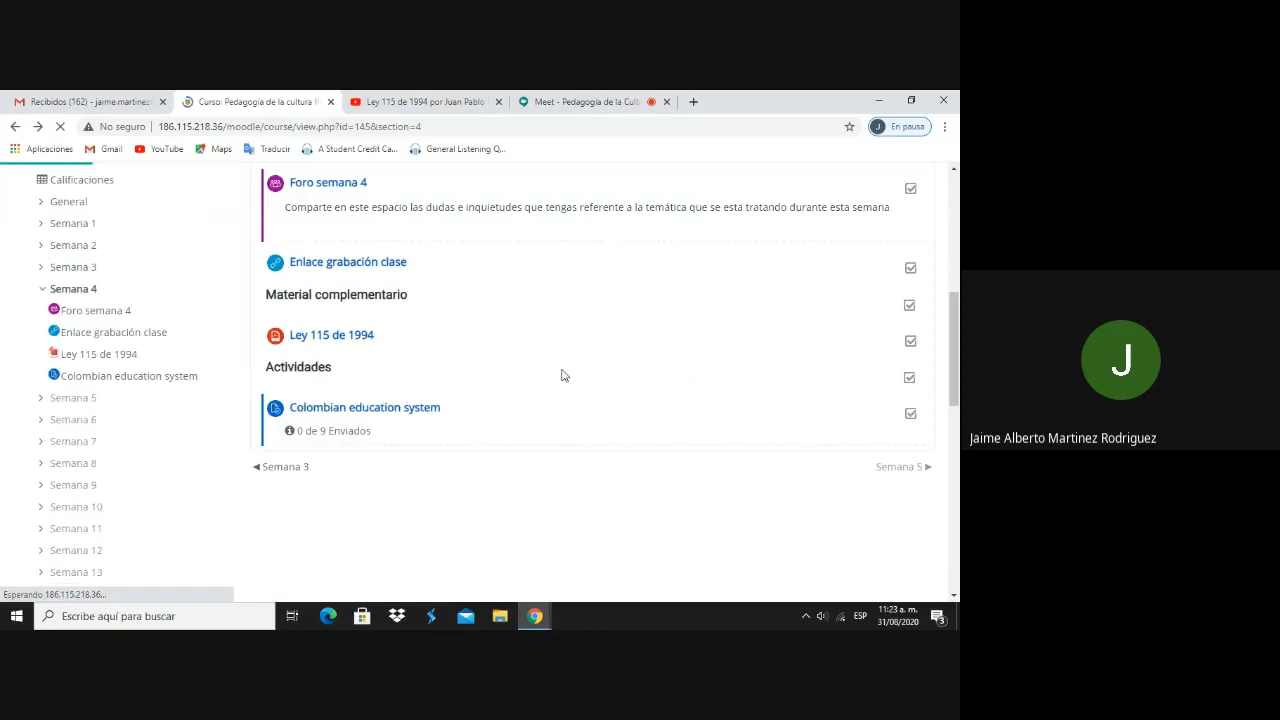 Recibidos (162) - jaime.martinez
Curso: Pedagogía de la cultura f
Ley 115 de 1994 por Juan Pablo
Meet - Pedagogía de la Cultu
No seguro
186.115.218.36/moodle/course/view.php?id=145&section=4
J
En pausa
Aplicaciones
Gmail
YouTube
Maps
Traducir
A Student Credit Ca...
General Listening Q...
Calificaciones
General
Semana 1
Semana 2
Semana 3
Semana 4
Foro semana 4
Enlace grabación clase
Ley 115 de 1994
Colombian education system
Semana 5
Semana 6
Semana 7
Semana 8
Semana 9
Semana 10
Semana 11
Semana 12
Semana 13
Foro semana 4
Comparte en este espacio las dudas e inquietudes que tengas referente a la temática que se esta tratando durante esta semana
Enlace grabación clase
Material complementario
Ley 115 de 1994
Actividades
Colombian education system
0 de 9 Enviados
Semana 3
Semana 5
Esperando 186.115.218.36...
Escribe aquí para buscar
ESP
11:23 a. m.
31/08/2020
3
J
Jaime Alberto Martinez Rodriguez